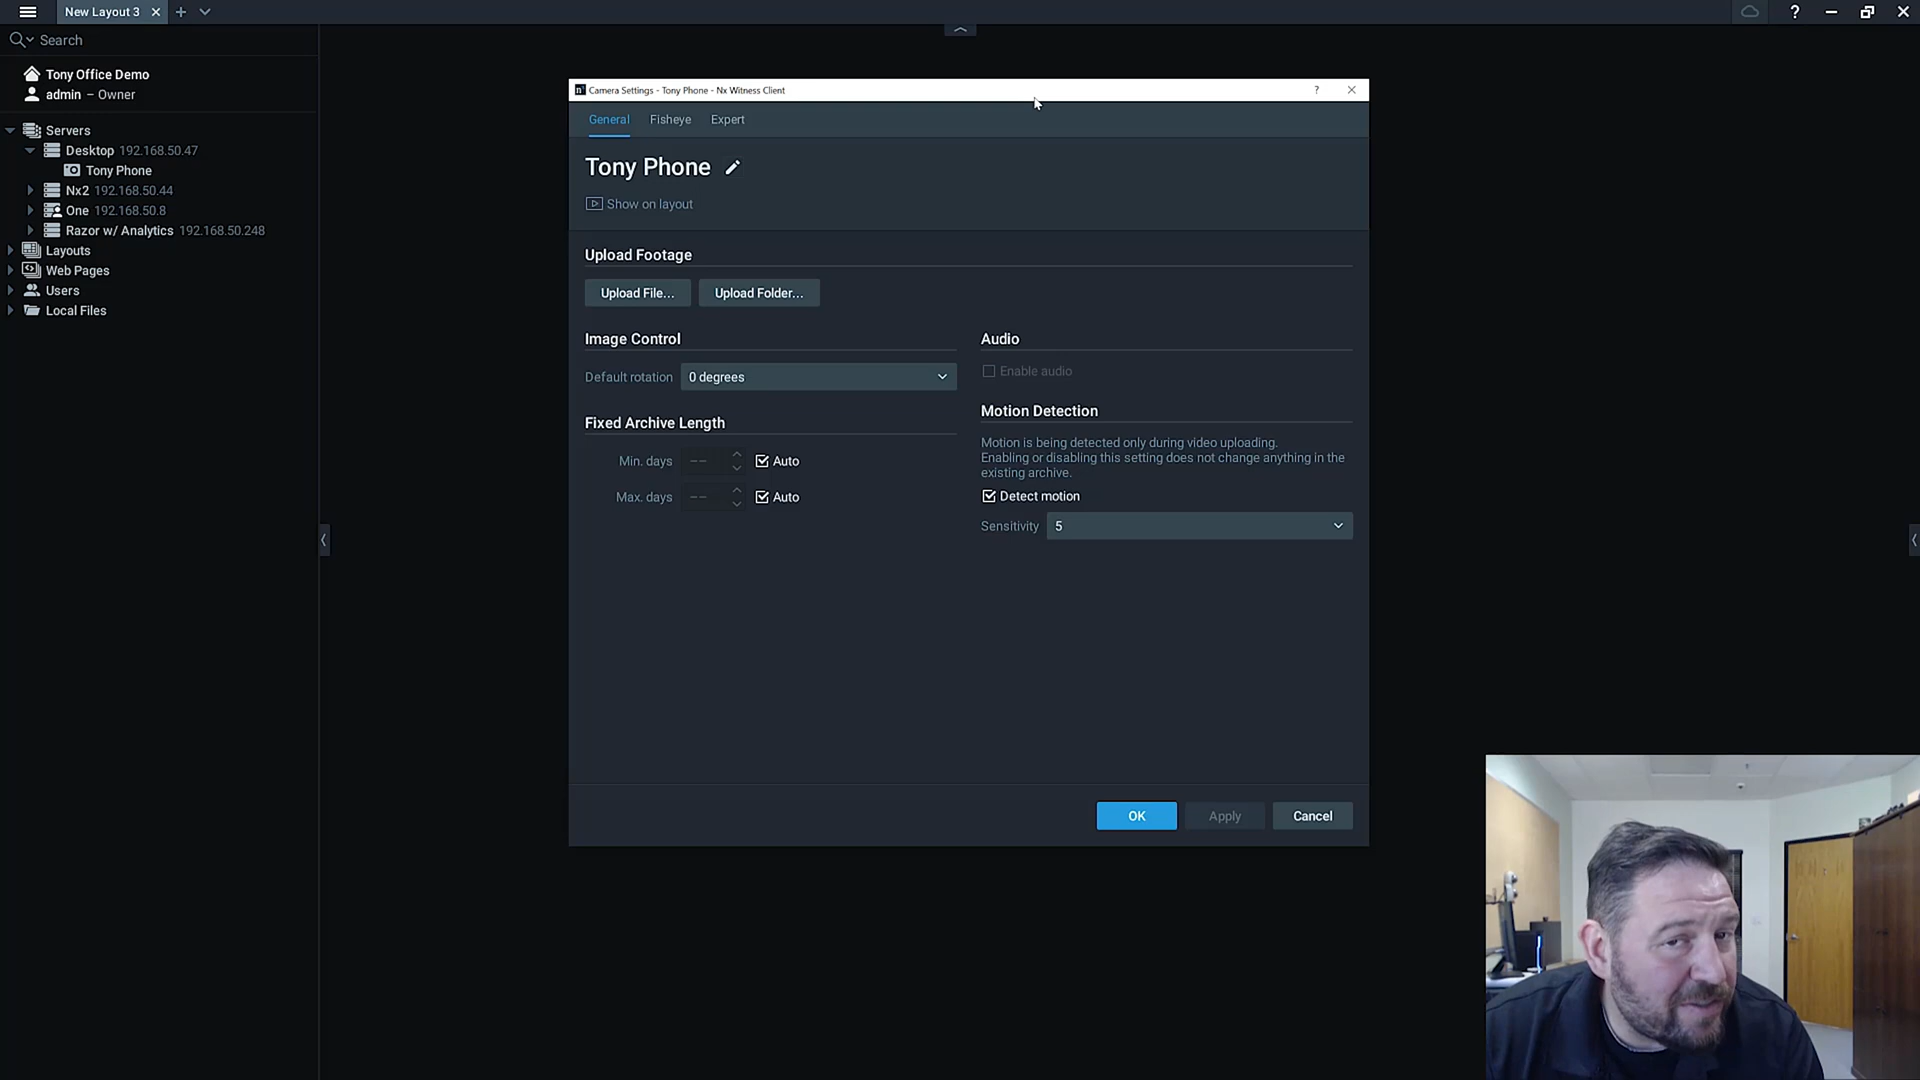 New Layout 3
Search
Tony Office Demo
admin – Owner
Servers
Desktop 192.168.50.47
Tony Phone
Nx2 192.168.50.44
One 192.168.50.8
Razor w/ Analytics 192.168.50.248
Layouts
Web Pages
Users
Local Files
Camera Settings - Tony Phone - Nx Witness Client
General Fisheye Expert
Tony Phone
Show on layout
Upload Footage
Upload File... Upload Folder...
Image Control
Default rotation 0 degrees
Fixed Archive Length
Min. days -- Auto
Max. days -- Auto
Audio
Enable audio
Motion Detection
Motion is being detected only during video uploading.
Enabling or disabling this setting does not change anything in the
existing archive.
Detect motion
Sensitivity 5
OK Apply Cancel